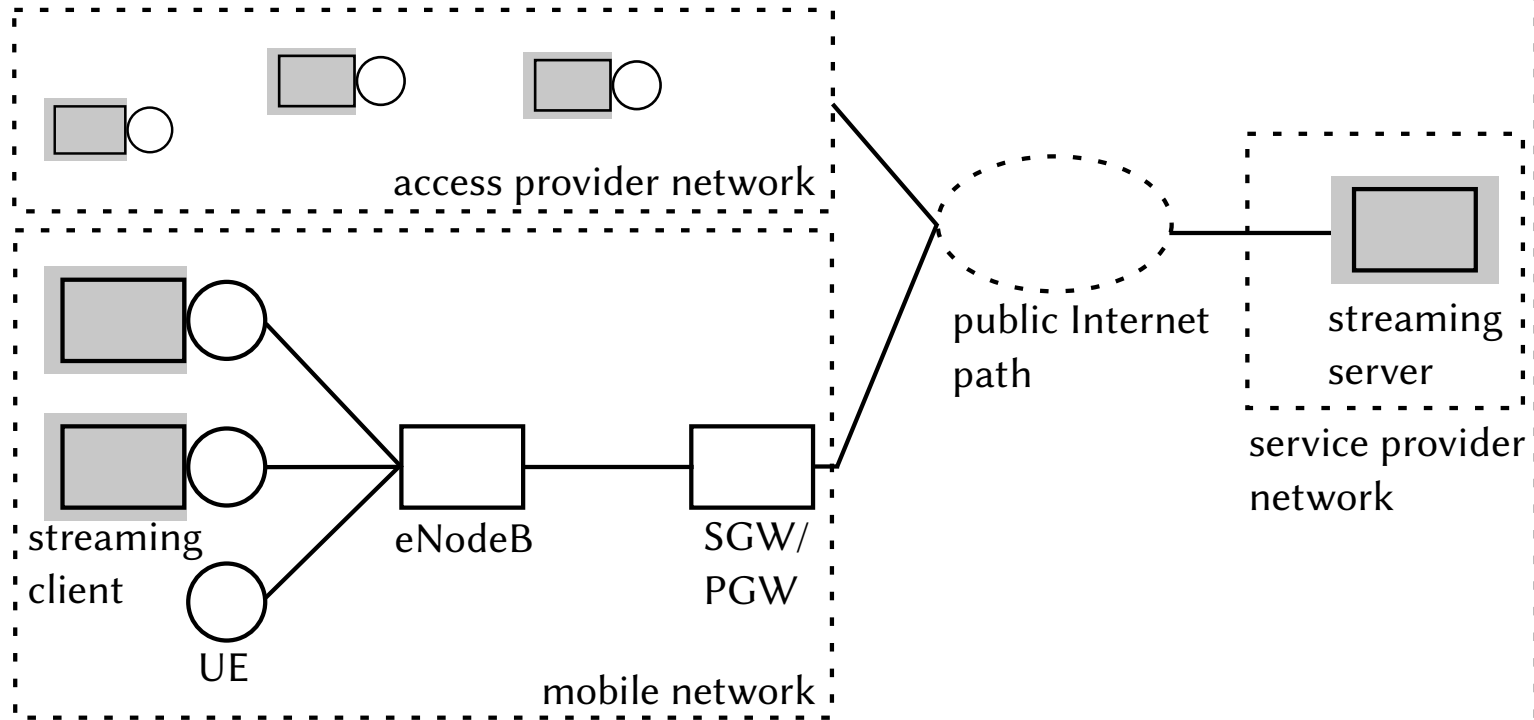 access provider network
public Internet
path
streaming
server
service provider
network
streaming
client
eNodeB
SGW/
PGW
UE
mobile network